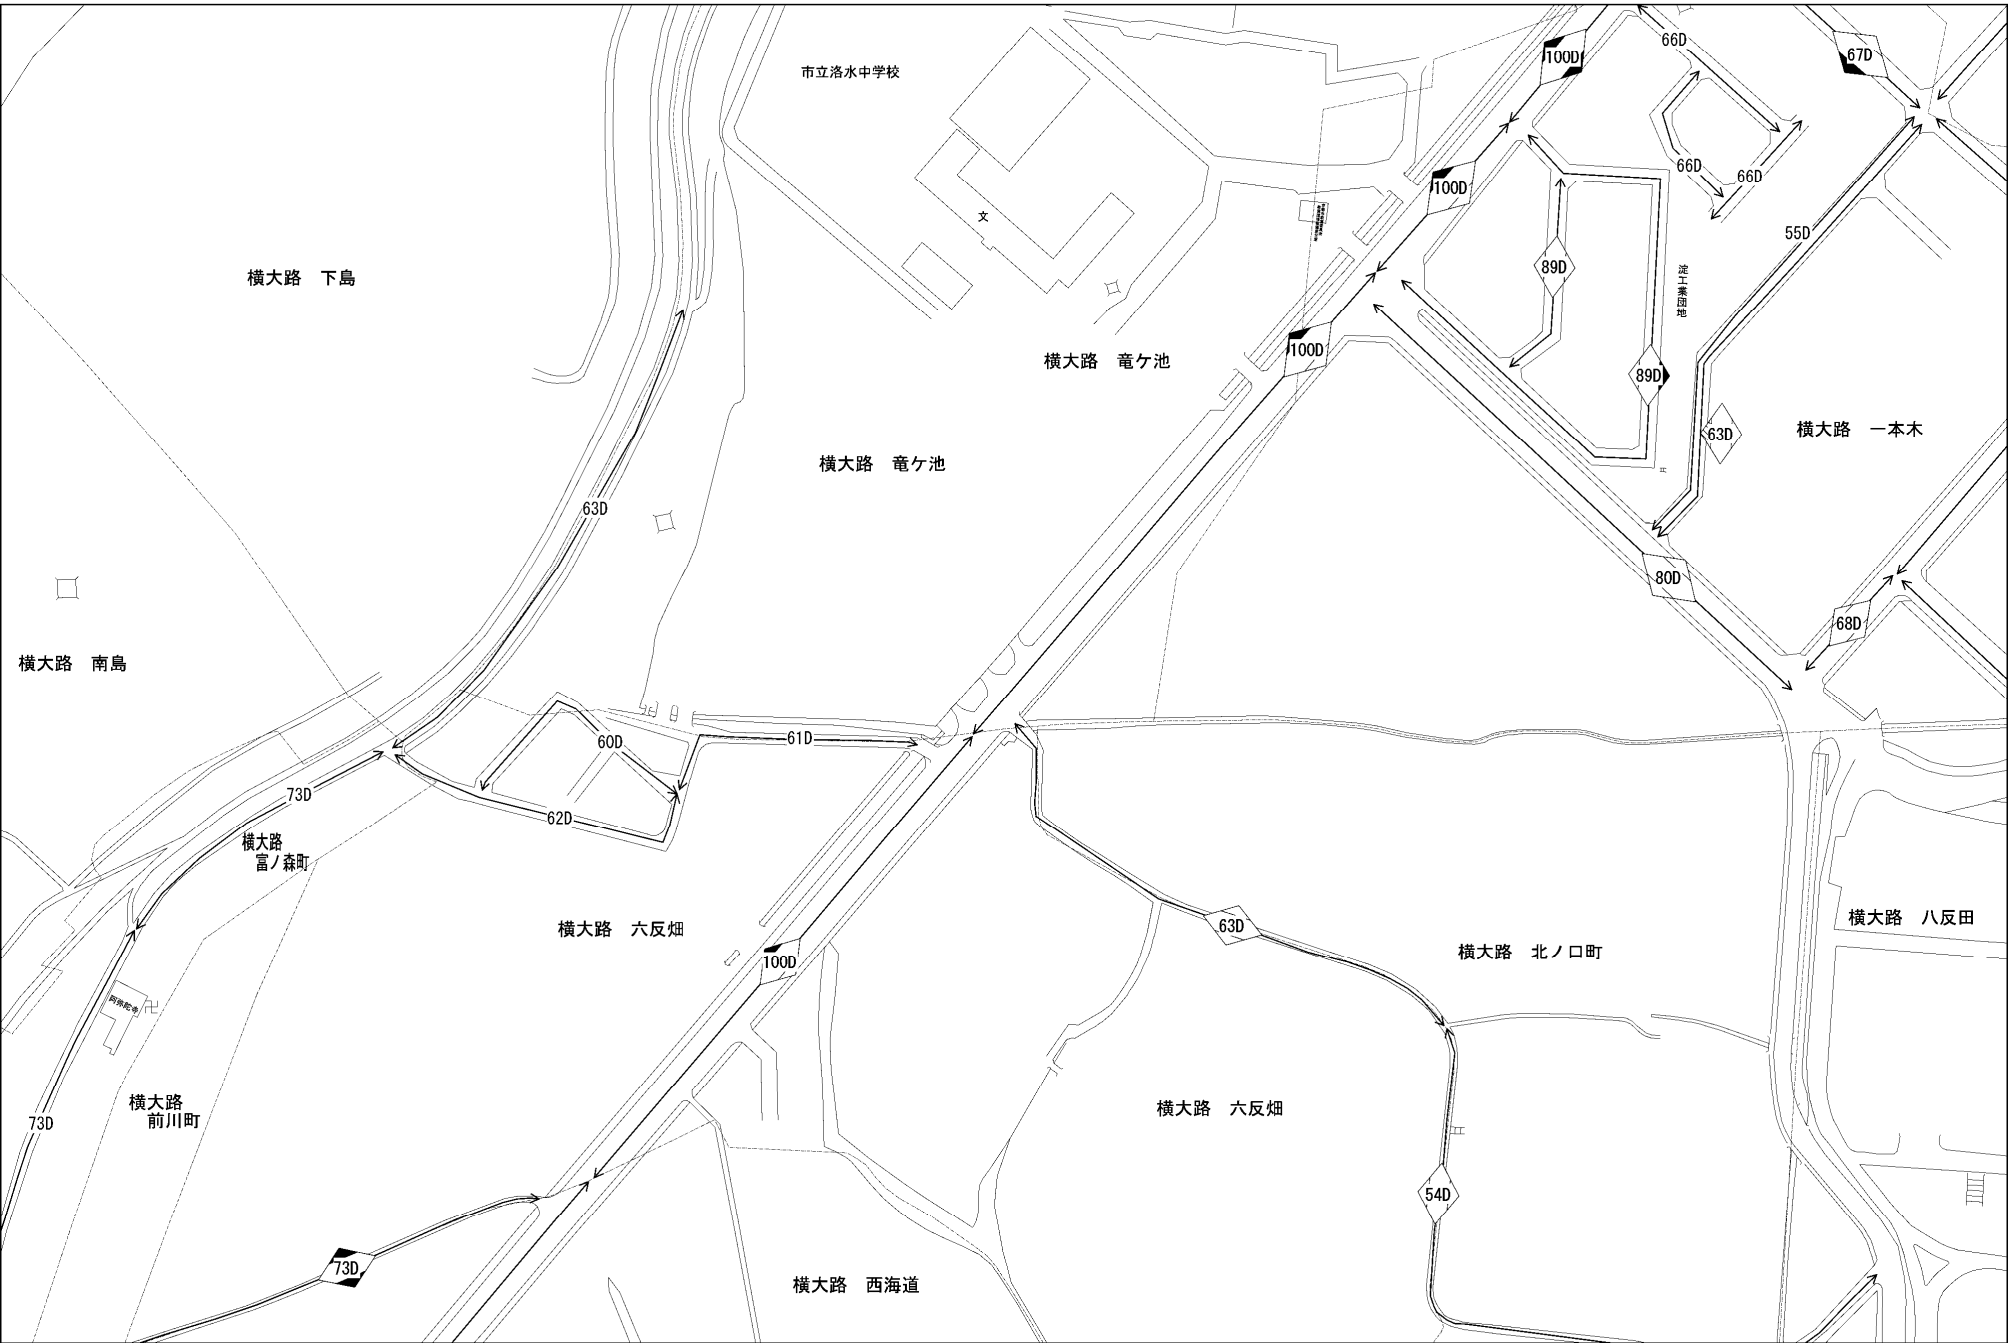 66D
100D
67D
市立洛水中学校
66D
66D
100D
文
55D
89D
横大路　下島
淀工業団地
100D
横大路　竜ケ池
89D
横大路　一本木
63D
横大路　竜ケ池
63D
80D
68D
横大路　南島
60D
61D
73D
62D
横大路
富ノ森町
横大路　八反田
横大路　六反畑
63D
横大路　北ノ口町
100D
阿弥陀寺
卍
横大路
前川町
横大路　六反畑
73D
54D
73D
横大路　西海道